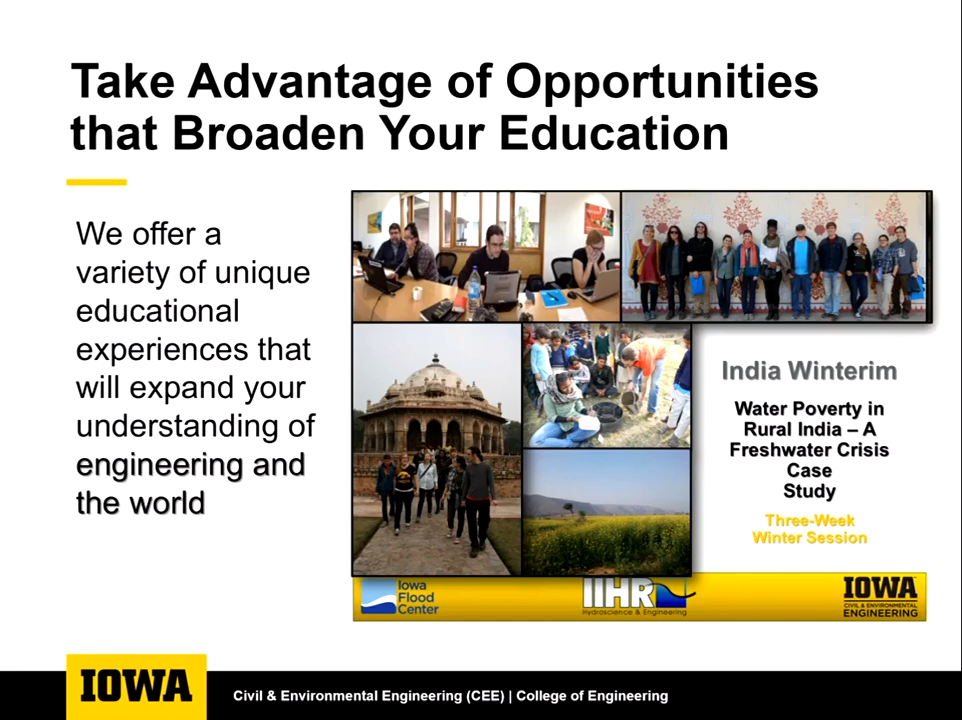 Take Advantage of Opportunities
that Broaden Your Education
We offer a
variety of unique
educational
experiences that
will expand your
understanding of
engineering and
the world
India Winterim
Water Poverty in
Rural India – A
Freshwater Crisis
Case
Study
Three-Week
Winter Session
Iowa
Flood
Center
IIHR
Hydroscience & Engineering
IOWA
CIVIL & ENVIRONMENTAL
ENGINEERING
IOWA
Civil & Environmental Engineering (CEE) | College of Engineering